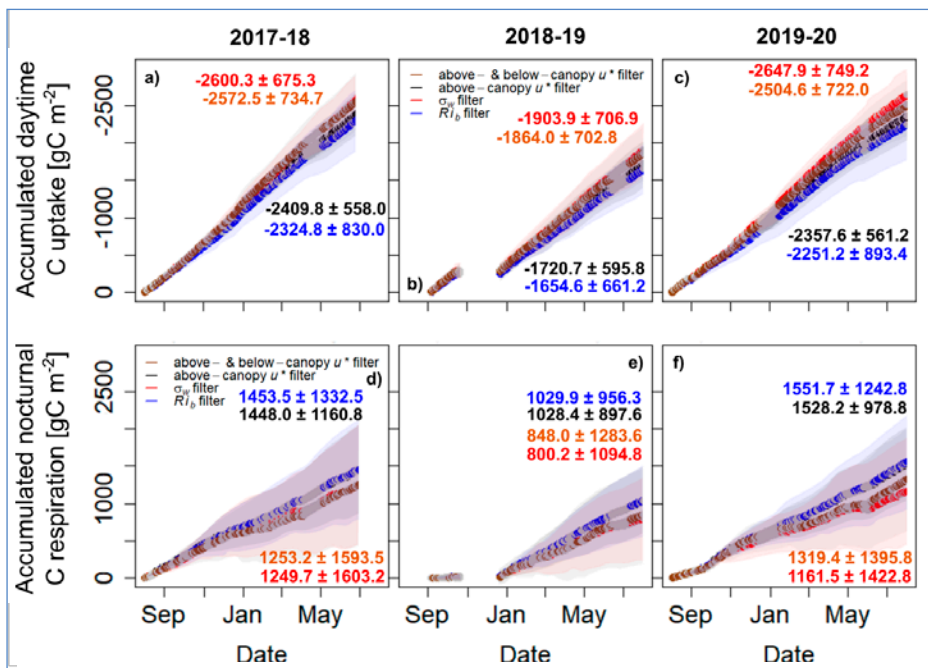 2017-18
2018-19
2019-20
Accumulated daytime
C uptake [gC m⁻²]
-2500
-1000
0
a)
-2600.3 ± 675.3
-2572.5 ± 734.7
-2409.8 ± 558.0
-2324.8 ± 830.0
above− & below−canopy u* filter
above−canopy u* filter
σw filter
Rib filter
-1903.9 ± 706.9
-1864.0 ± 702.8
b)
-1720.7 ± 595.8
-1654.6 ± 661.2
c)
-2647.9 ± 749.2
-2504.6 ± 722.0
-2357.6 ± 561.2
-2251.2 ± 893.4
Accumulated nocturnal
C respiration [gC m⁻²]
2500
1000
0
above− & below−canopy u* filter
above−canopy u* filter
σw filter
Rib filter
d)
1453.5 ± 1332.5
1448.0 ± 1160.8
1253.2 ± 1593.5
1249.7 ± 1603.2
e)
1029.9 ± 956.3
1028.4 ± 897.6
848.0 ± 1283.6
800.2 ± 1094.8
f)
1551.7 ± 1242.8
1528.2 ± 978.8
1319.4 ± 1395.8
1161.5 ± 1422.8
Sep Jan May
Sep Jan May
Sep Jan May
Date
Date
Date